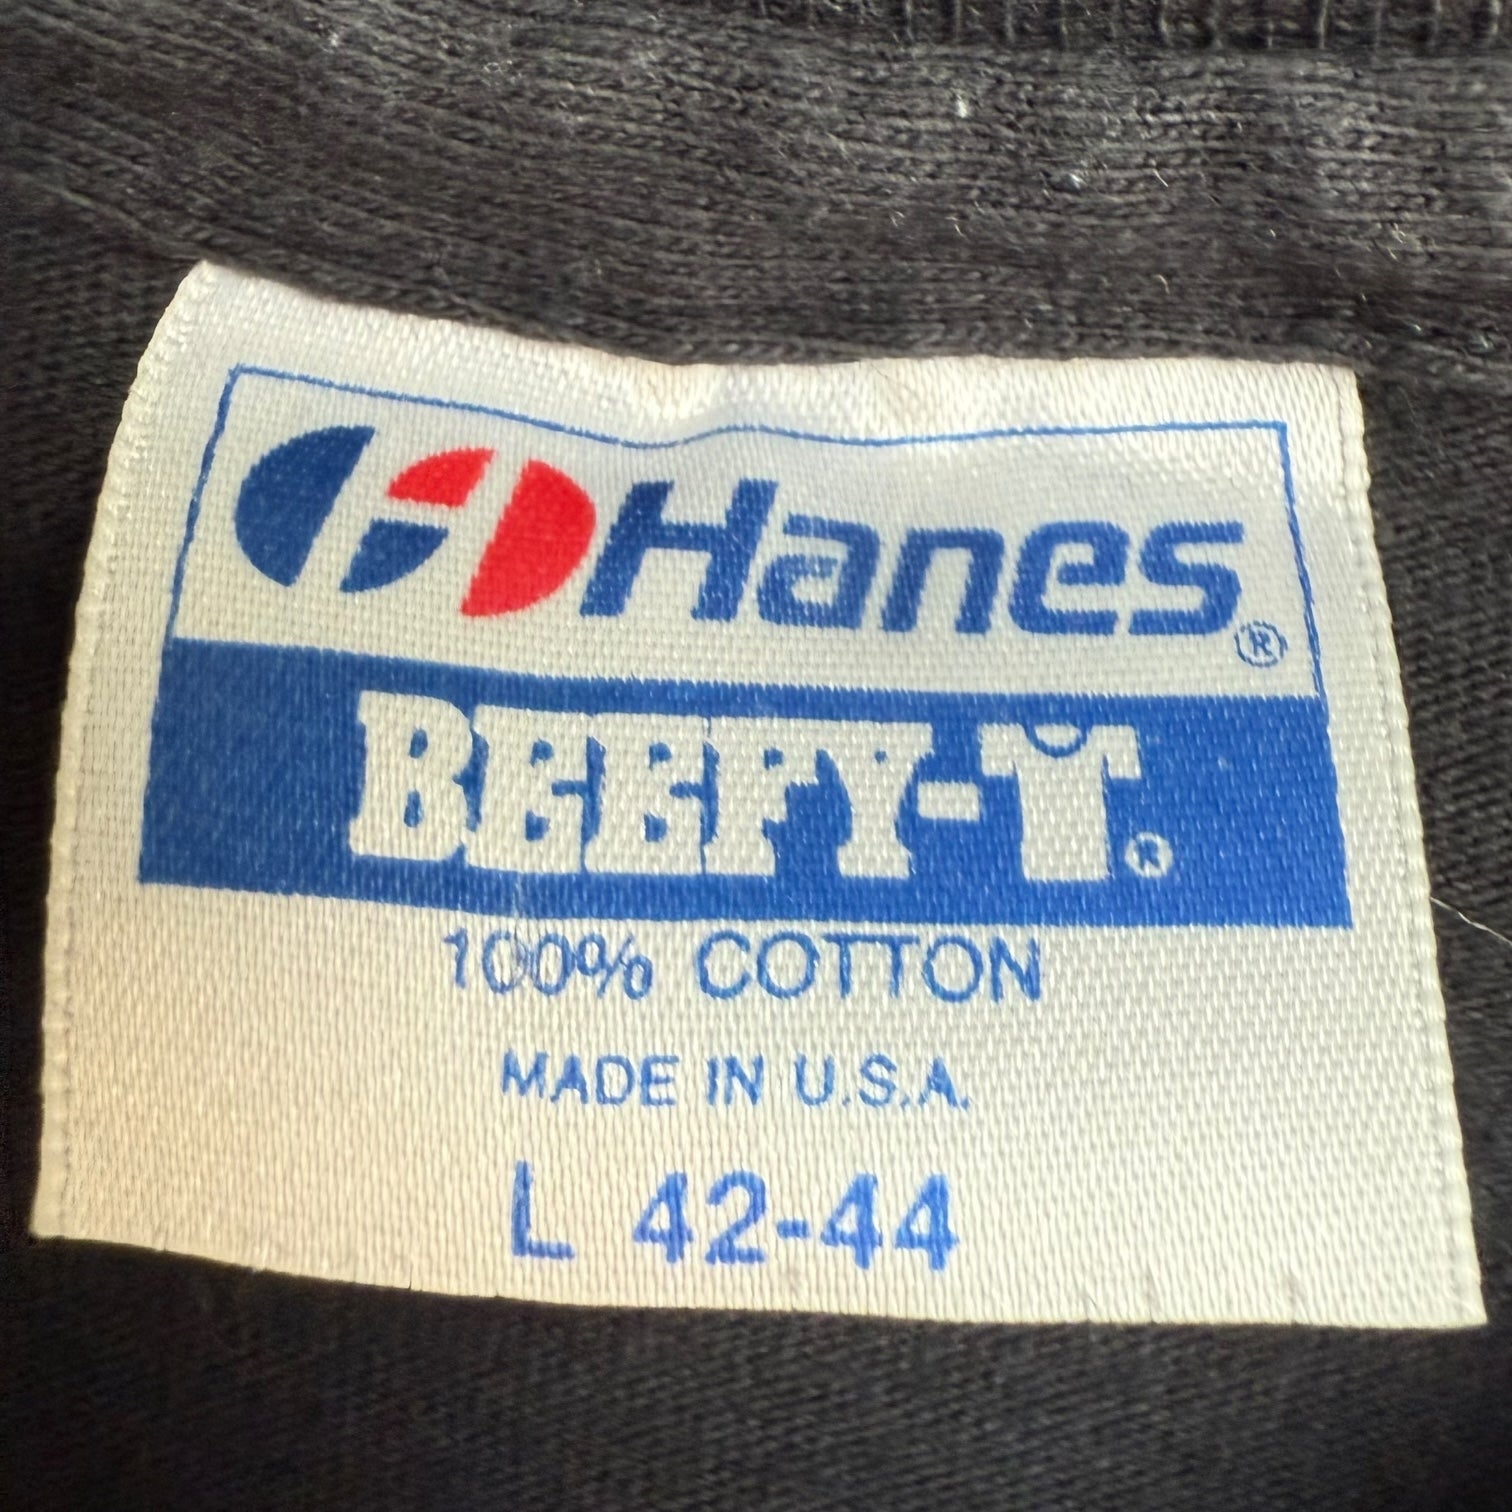 Hanes®
BEEFY-T®
100% COTTON
MADE IN U.S.A.
L 42-44